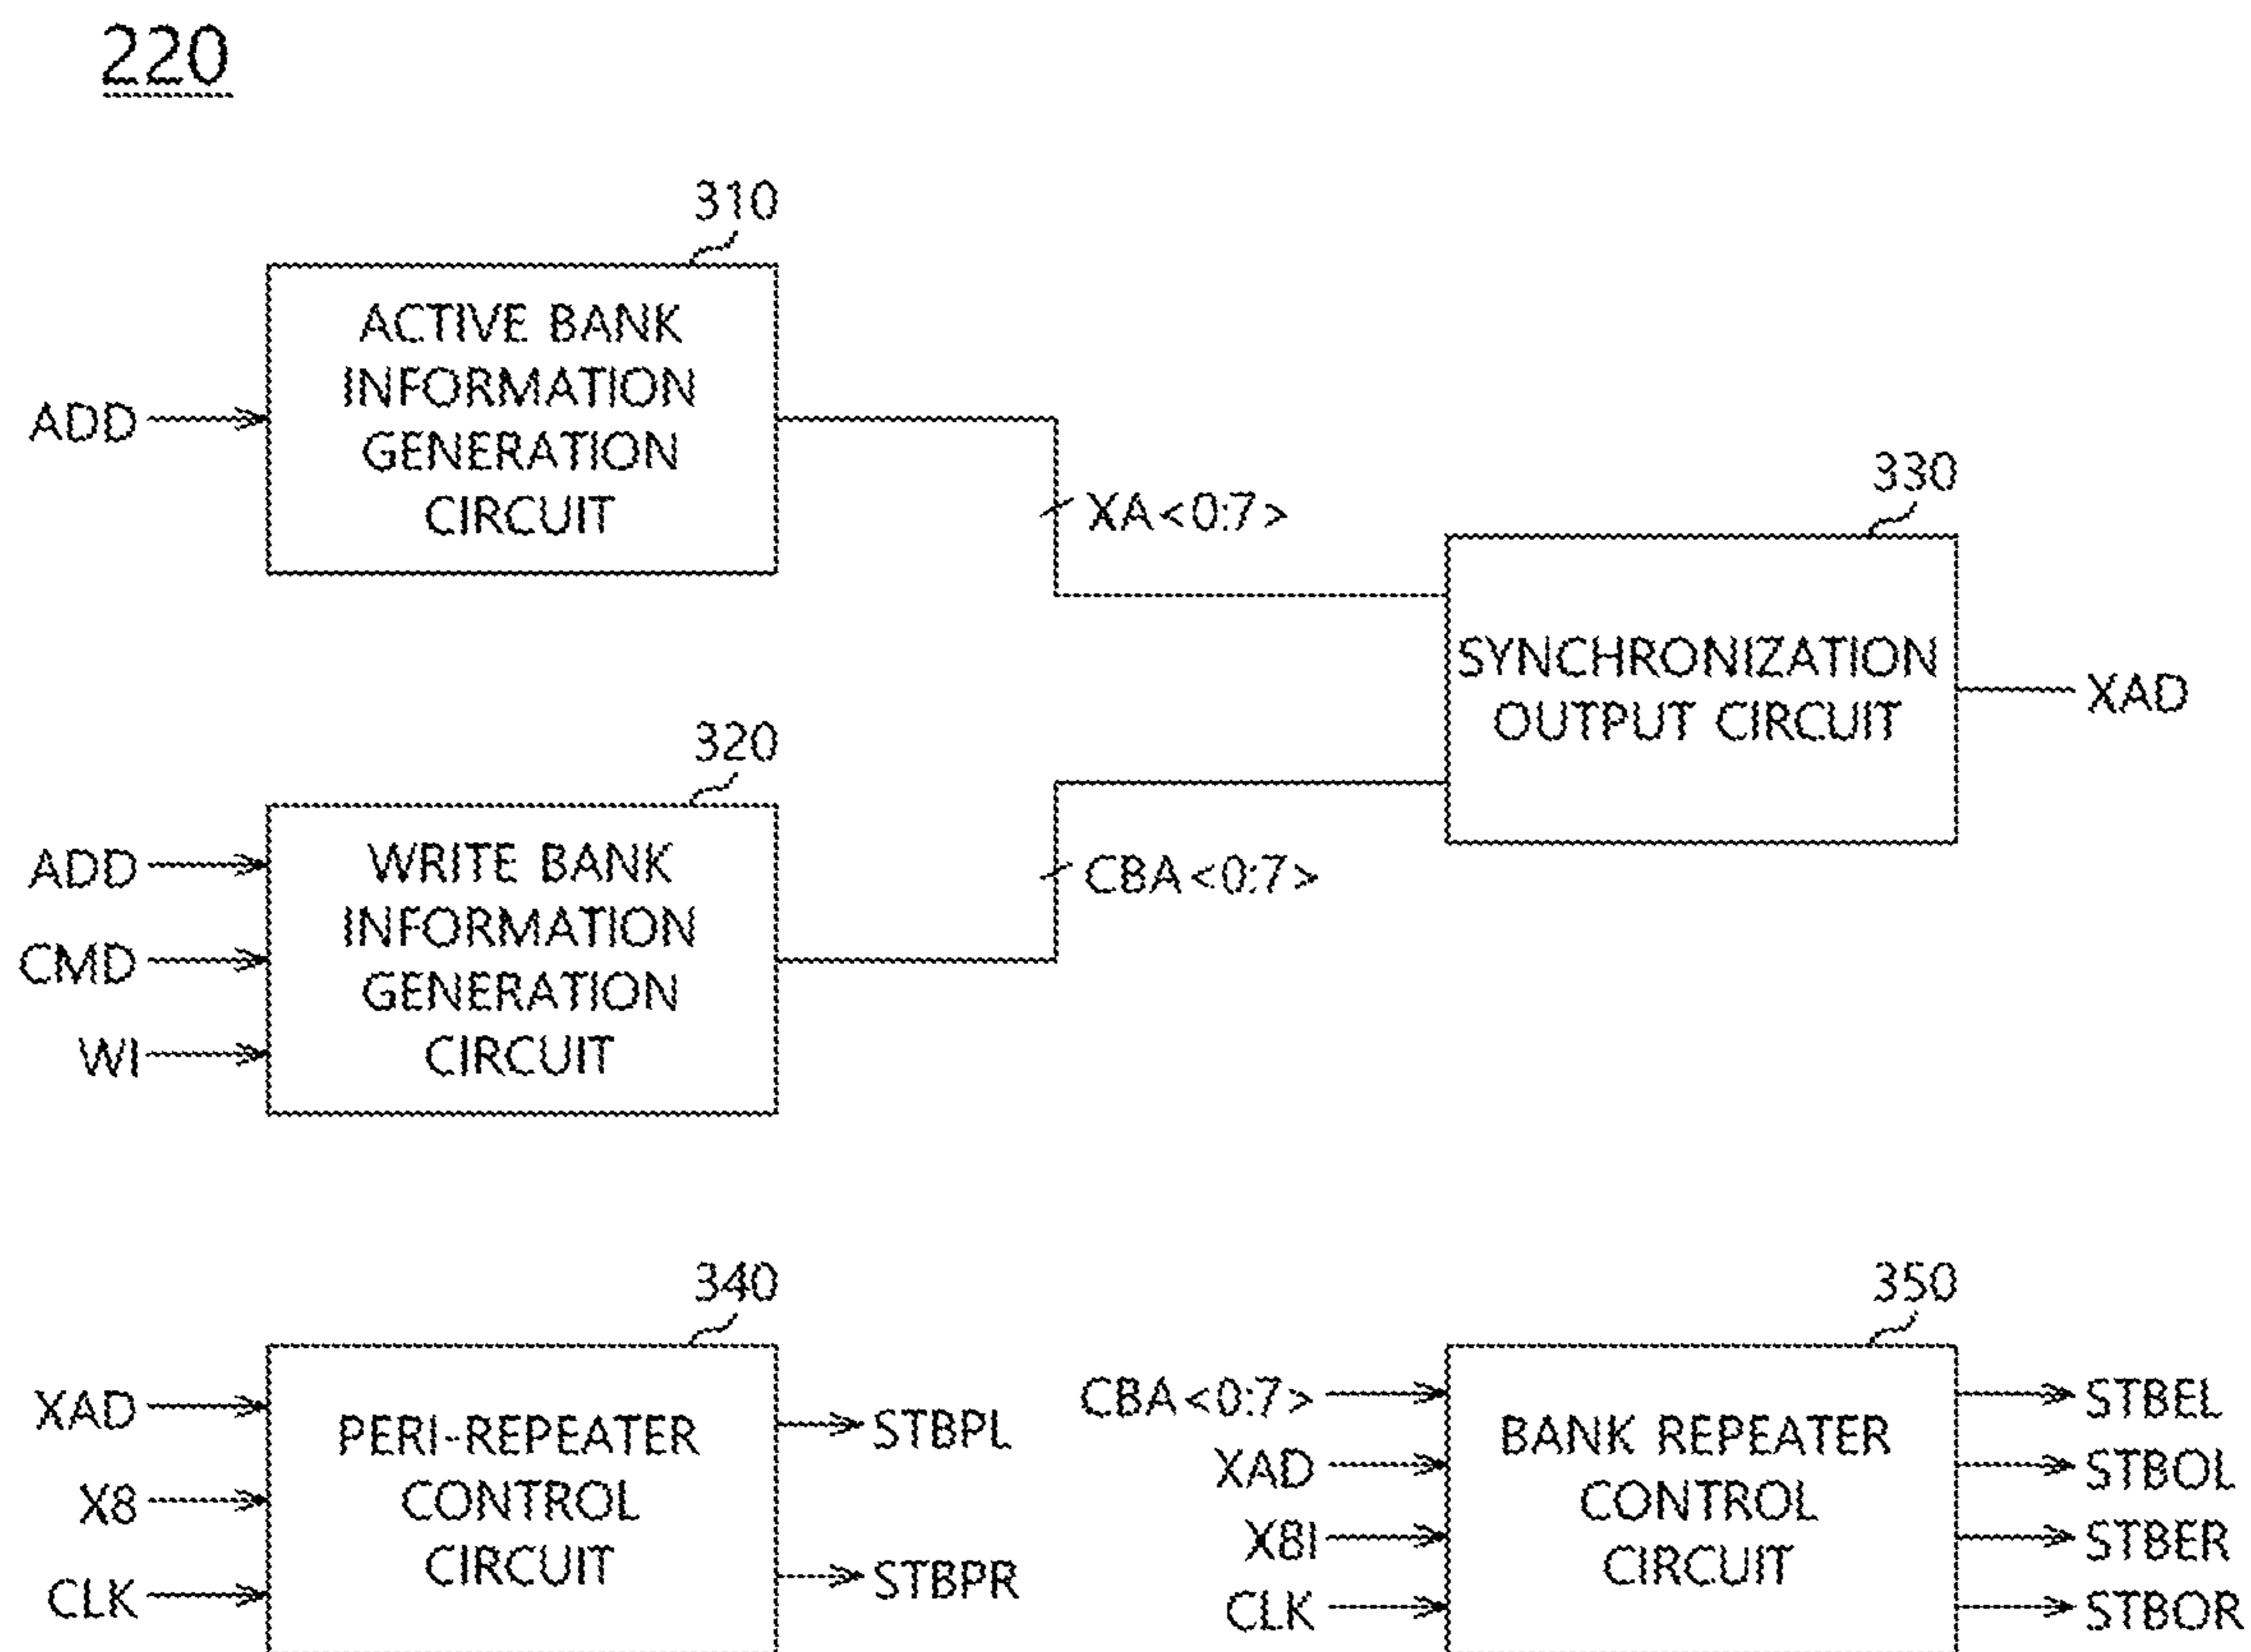 220
310
ACTIVE BANK
INFORMATION
GENERATION
CIRCUIT
ADD
XA<0:7>
330
SYNCHRONIZATION
OUTPUT CIRCUIT
XAD
320
WRITE BANK
INFORMATION
GENERATION
CIRCUIT
ADD
CMD
WI
CBA<0:7>
340
PERI-REPEATER
CONTROL
CIRCUIT
XAD
X8
CLK
STBPL
STBPR
350
BANK REPEATER
CONTROL
CIRCUIT
CBA<0:7>
XAD
X8I
CLK
STBEL
STBOL
STBER
STBOR